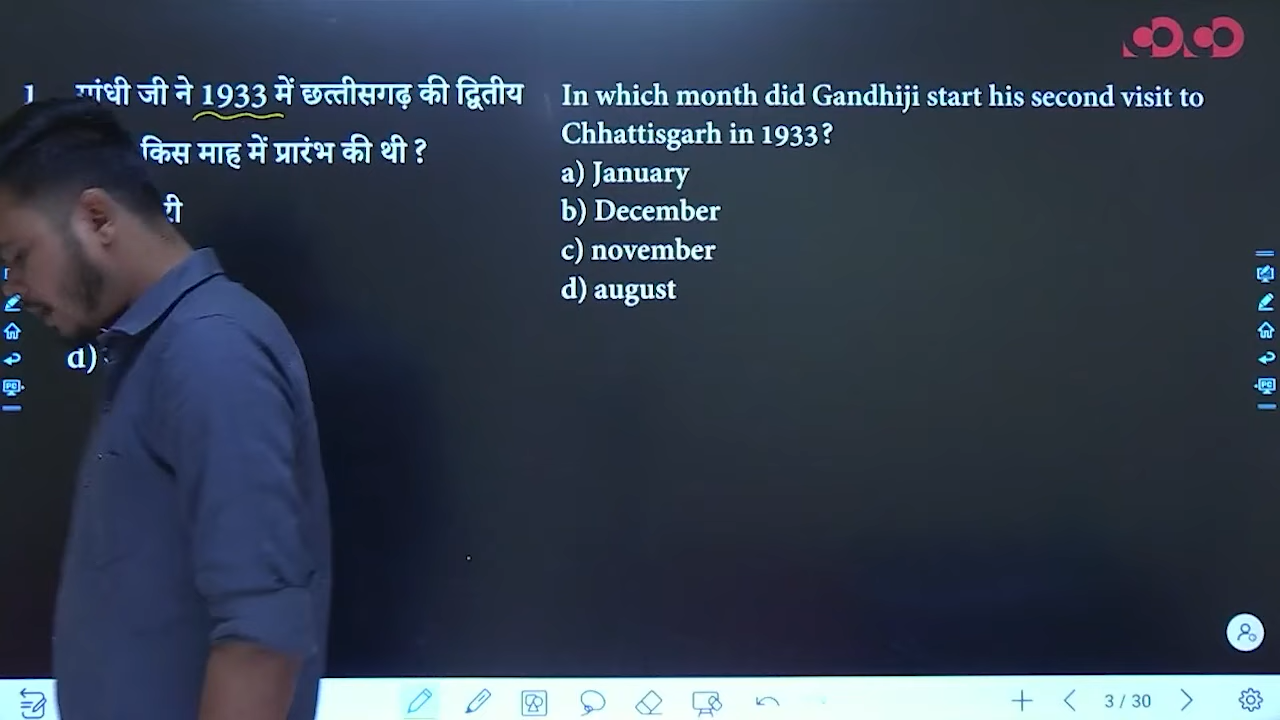 1. गांधी जी ने 1933 में छत्तीसगढ़ की द्वितीय
किस माह में प्रारंभ की थी ?
d)
In which month did Gandhiji start his second visit to
Chhattisgarh in 1933?
a) January
b) December
c) november
d) august
3 / 30